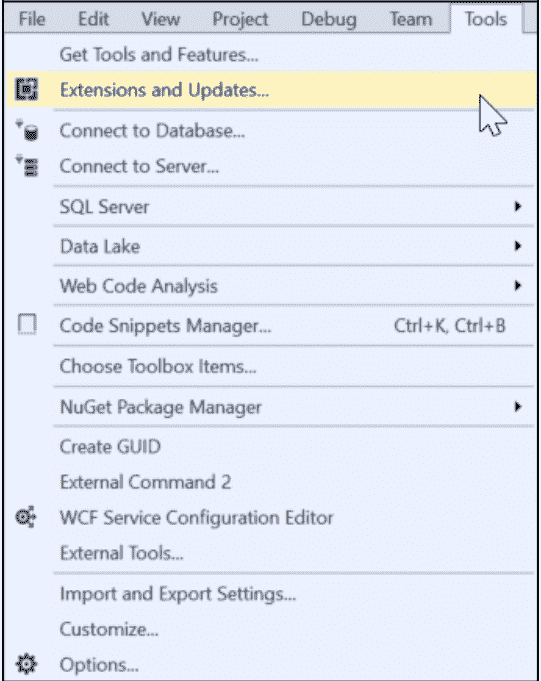 File Edit View Project Debug Team Tools
Get Tools and Features...
Extensions and Updates...
Connect to Database...
Connect to Server...
SQL Server
Data Lake
Web Code Analysis
Code Snippets Manager... Ctrl+K, Ctrl+B
Choose Toolbox Items...
NuGet Package Manager
Create GUID
External Command 2
WCF Service Configuration Editor
External Tools...
Import and Export Settings...
Customize...
Options...